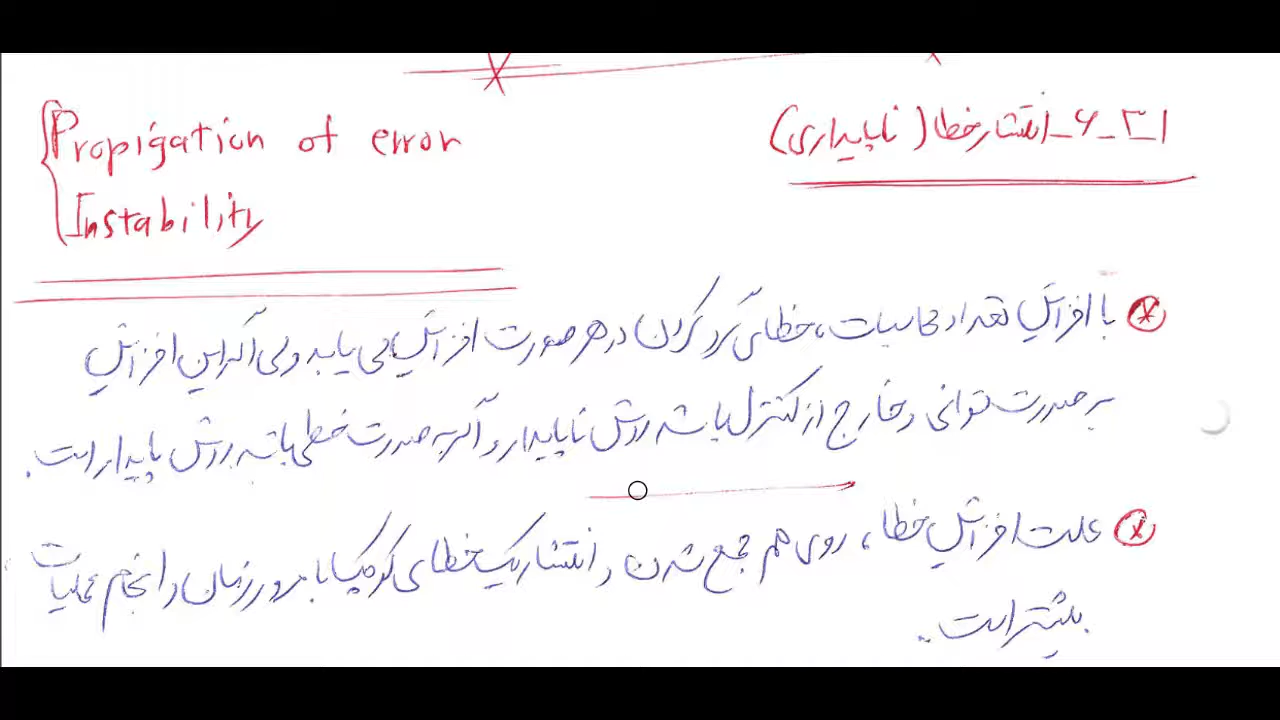 ۱-۳-۶- انتشار خطا (ناپایداری)
Propigation of error
Instability
با افزایش تعداد محاسبات، خطای گرد کردن در هر صورت افزایش می یابد ولی اگر این افزایش
به صورت توانی و خارج از کنترل باشد روش ناپایدار و اگر به صورت خطی باشد روش پایدار است.
علت افزایش خطا، روی هم جمع شدن و انتشار یک خطای کوچک با مرور زمان و انجام عملیات
بیشتر است.